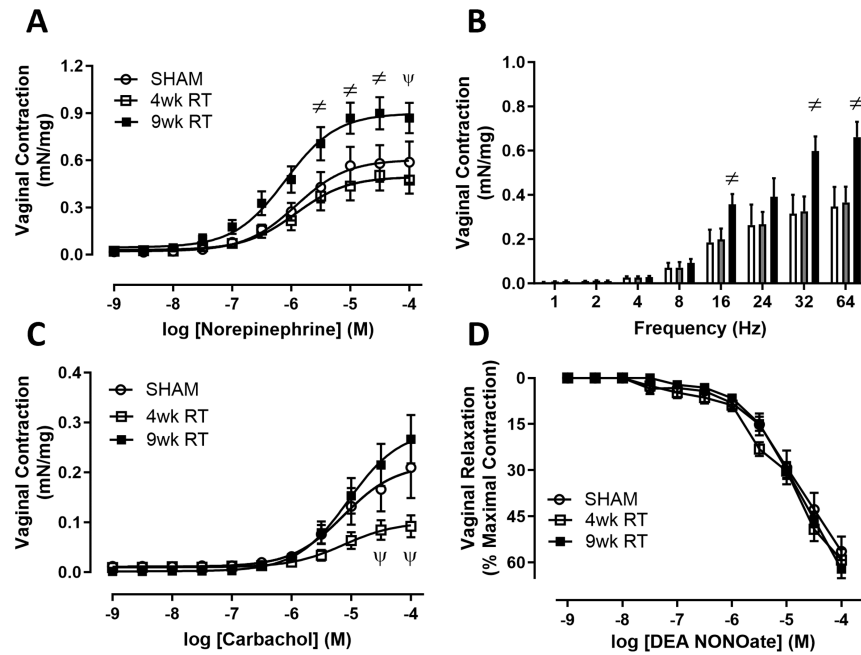 A
SHAM
4wk RT
9wk RT
Vaginal Contraction
(mN/mg)
1.2
0.9
0.6
0.3
0.0
≠ ≠ ≠ ψ
-9 -8 -7 -6 -5 -4
log [Norepinephrine] (M)
B
Vaginal Contraction
(mN/mg)
1.0
0.8
0.6
0.4
0.2
0.0
≠ ≠ ≠
1 2 4 8 16 24 32 64
Frequency (Hz)
C
SHAM
4wk RT
9wk RT
Vaginal Contraction
(mN/mg)
0.4
0.3
0.2
0.1
0.0
ψ ψ
-9 -8 -7 -6 -5 -4
log [Carbachol] (M)
D
Vaginal Relaxation
(% Maximal Contraction)
0
15
30
45
60
SHAM
4wk RT
9wk RT
-9 -8 -7 -6 -5 -4
log [DEA NONOate] (M)